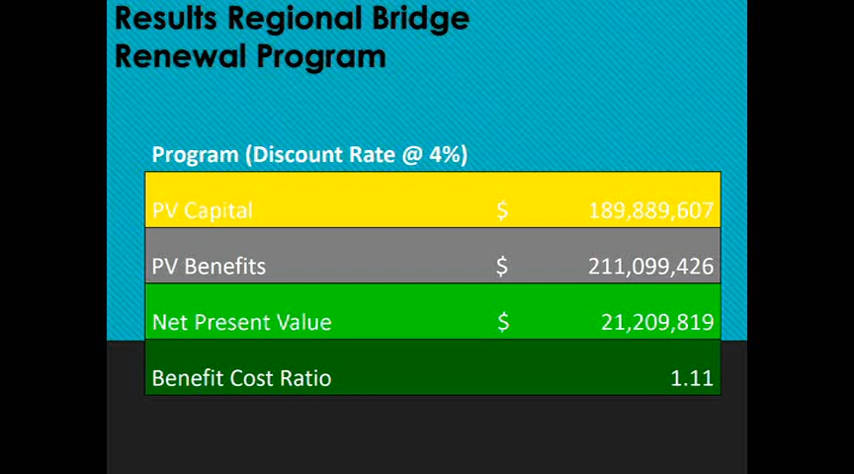 Results Regional Bridge
Renewal Program
Program (Discount Rate @ 4%)
PV Capital $ 189,889,607
PV Benefits $ 211,099,426
Net Present Value $ 21,209,819
Benefit Cost Ratio 1.11